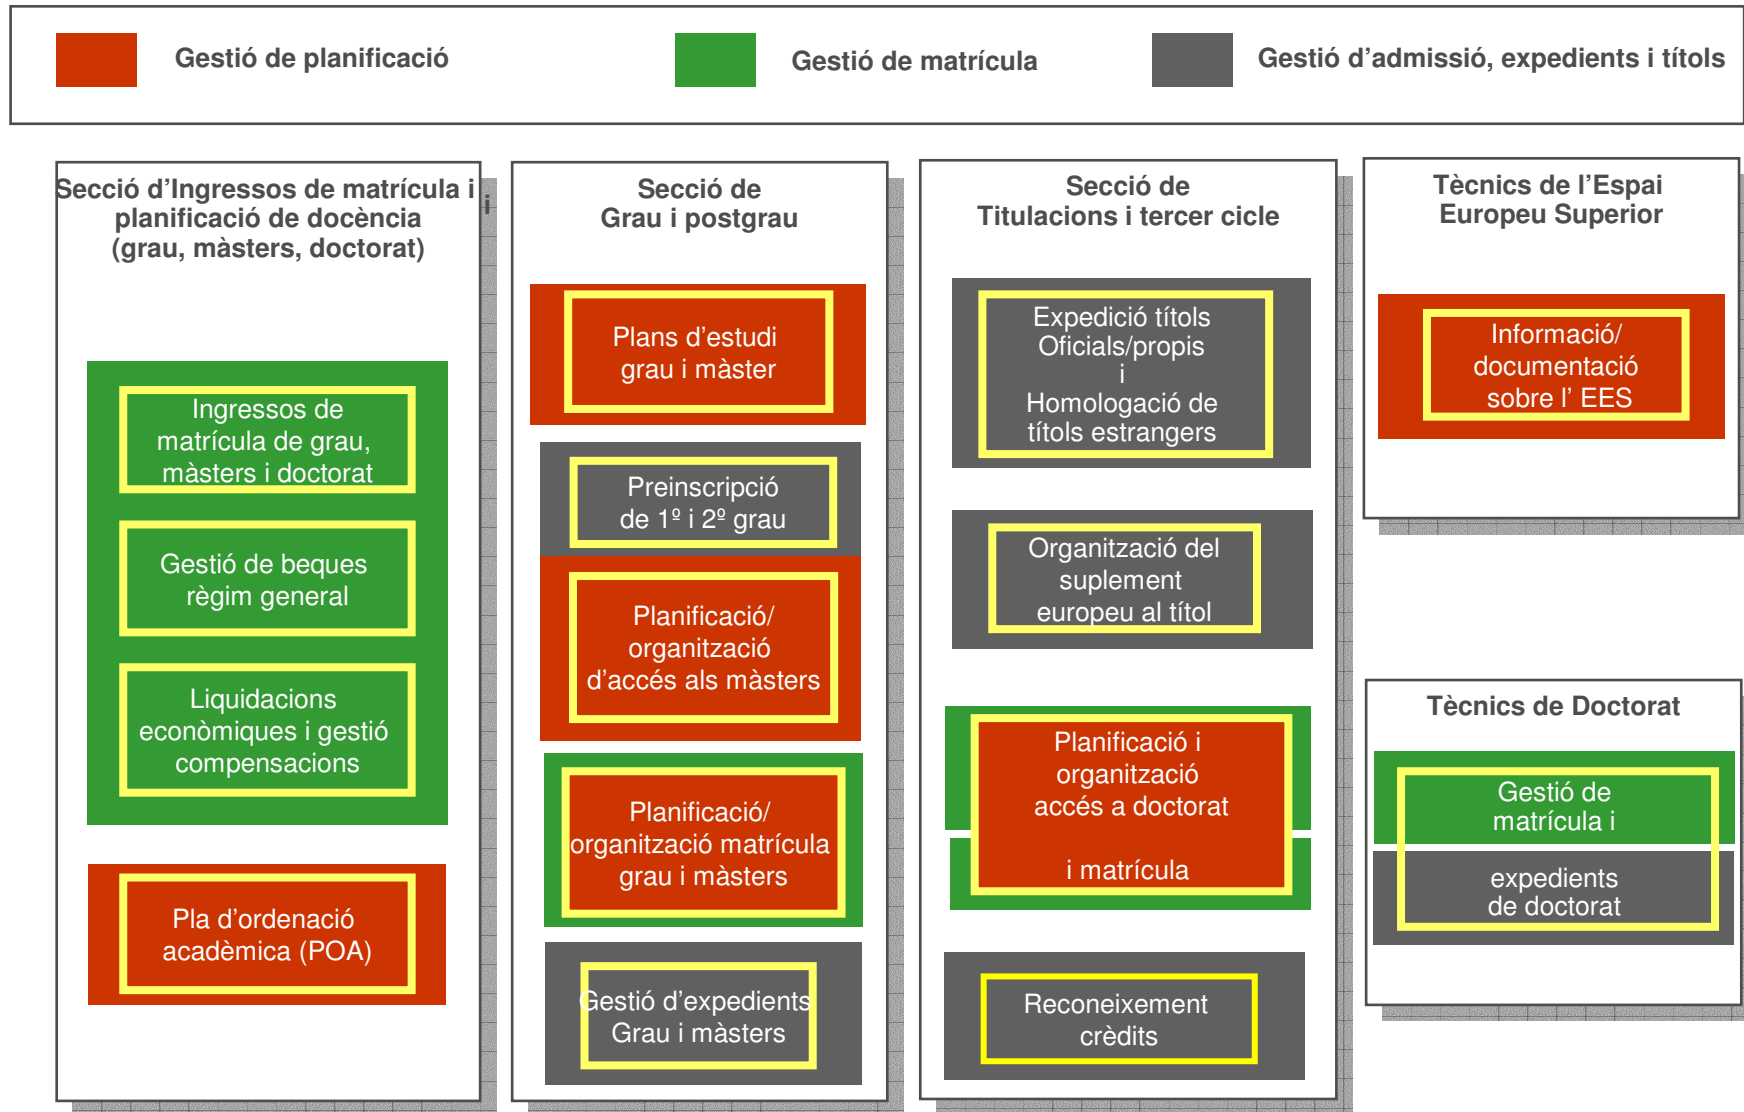 Gestió de planificació
Gestió de matrícula
Gestió d’admissió, expedients i títols
Secció d’Ingressos de matrícula i
i
planificació de docència
(grau, màsters, doctorat)
Ingressos de
matrícula de grau,
màsters i doctorat
Gestió de beques
règim general
Liquidacions
econòmiques i gestió
compensacions
Pla d’ordenació
acadèmica (POA)
Secció de
Grau i postgrau
Plans d’estudi
grau i màster
Preinscripció
de 1º i 2º grau
Planificació/
organització
d’accés als màsters
Planificació/
organització matrícula
grau i màsters
Gestió d’expedients
Grau i màsters
Secció de
Titulacions i tercer cicle
Expedició títols
Oficials/propis
i
Homologació de
títols estrangers
Organització del
suplement
europeu al títol
Planificació i
organització
accés a doctorat
i matrícula
Reconeixement
crèdits
Tècnics de l’Espai
Europeu Superior
Informació/
documentació
sobre l’ EES
Tècnics de Doctorat
Gestió de
matrícula i
expedients
de doctorat